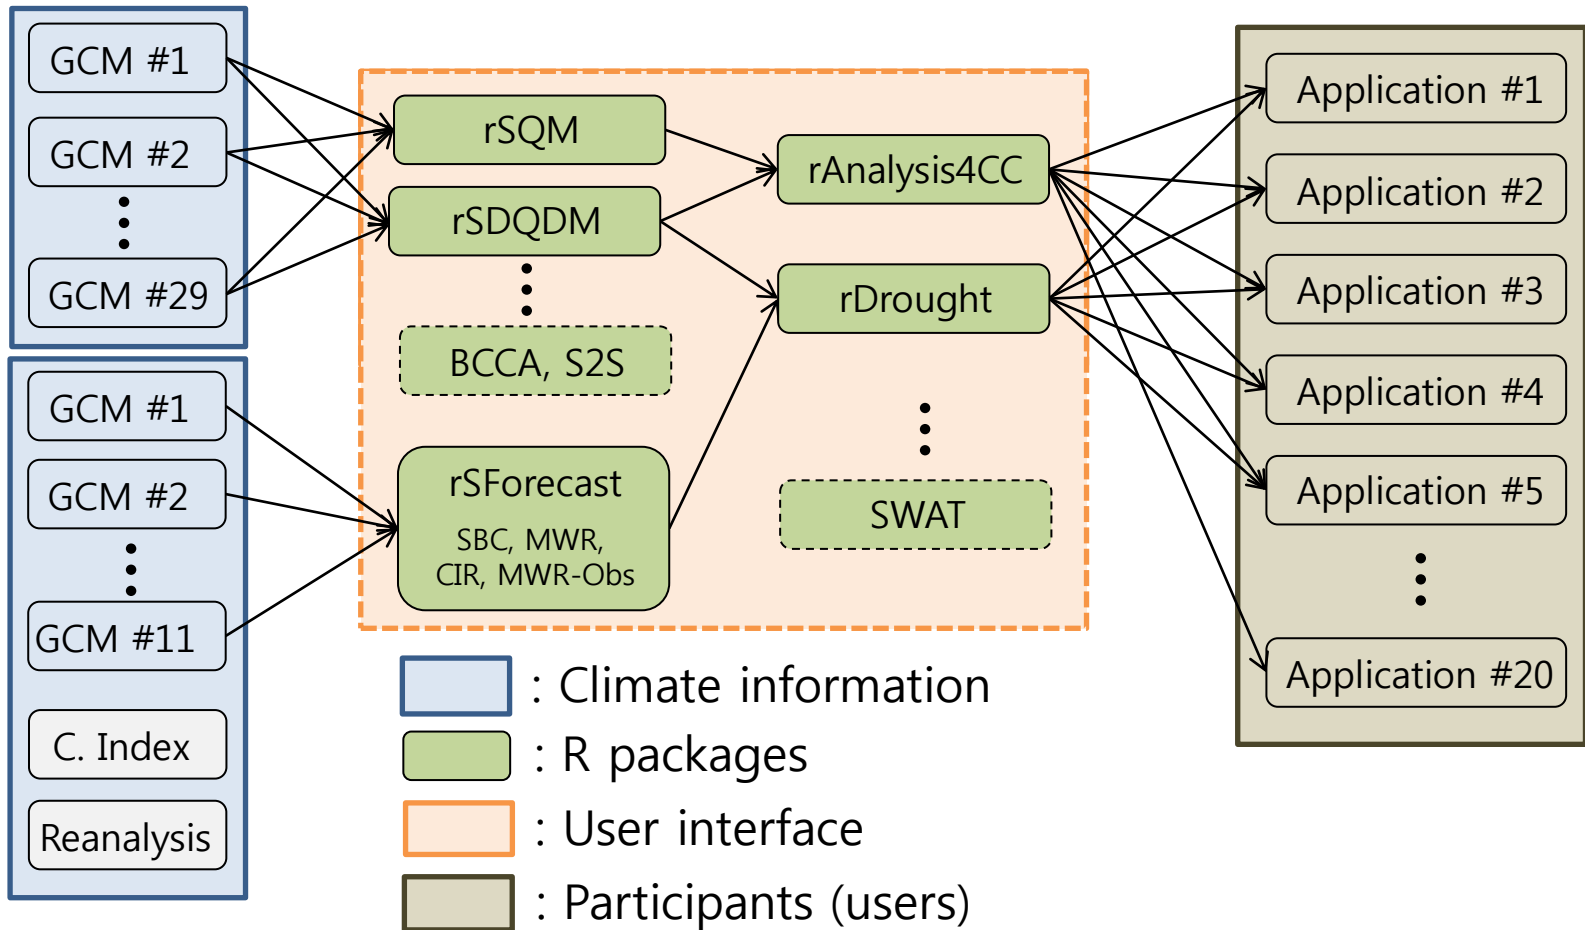 GCM #1
GCM #2
GCM #29
GCM #1
GCM #2
GCM #11
C. Index
Reanalysis
rSQM
rSDQDM
BCCA, S2S
rSForecast
SBC, MWR,
CIR, MWR-Obs
rAnalysis4CC
rDrought
SWAT
Application #1
Application #2
Application #3
Application #4
Application #5
Application #20
: Climate information
: R packages
: User interface
: Participants (users)